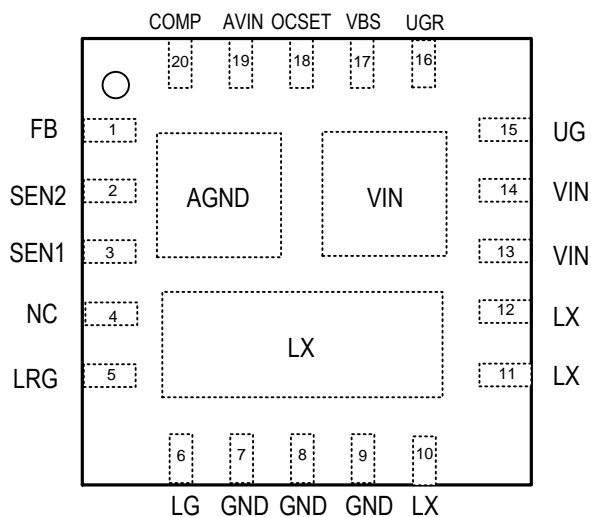 COMP AVIN OCSET VBS UGR
20 19 18 17 16
FB 1 15 UG
SEN2 2 AGND VIN 14 VIN
SEN1 3 13 VIN
NC 4 12 LX
LX
LRG 5 11 LX
6 7 8 9 10
LG GND GND GND LX